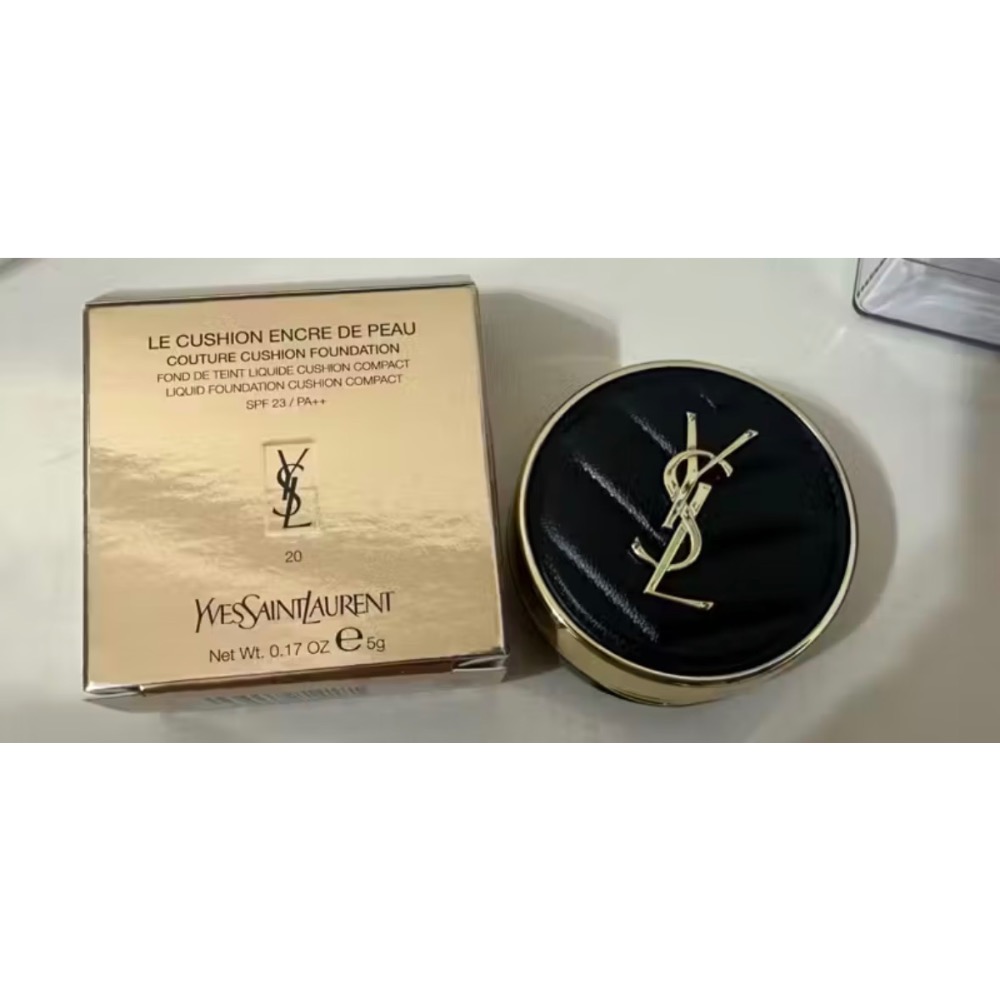 LE CUSHION ENCRE DE PEAU
COUTURE CUSHION FOUNDATION
FOND DE TEINT LIQUIDE CUSHION COMPACT
LIQUID FOUNDATION CUSHION COMPACT
SPF 23 / PA++
YSL
20
YVESSAINTLAURENT
Net Wt. 0.17 OZ e 5g
YSL